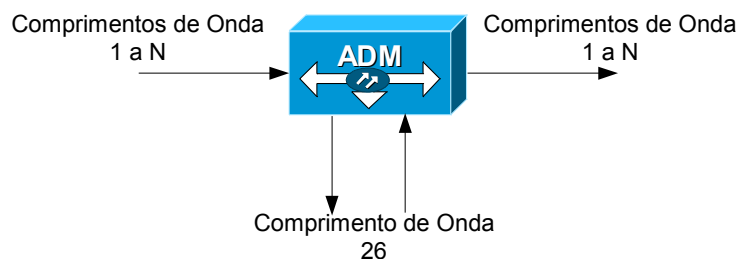 Comprimentos de Onda
1 a N
ADM
Comprimentos de Onda
1 a N
Comprimento de Onda
26